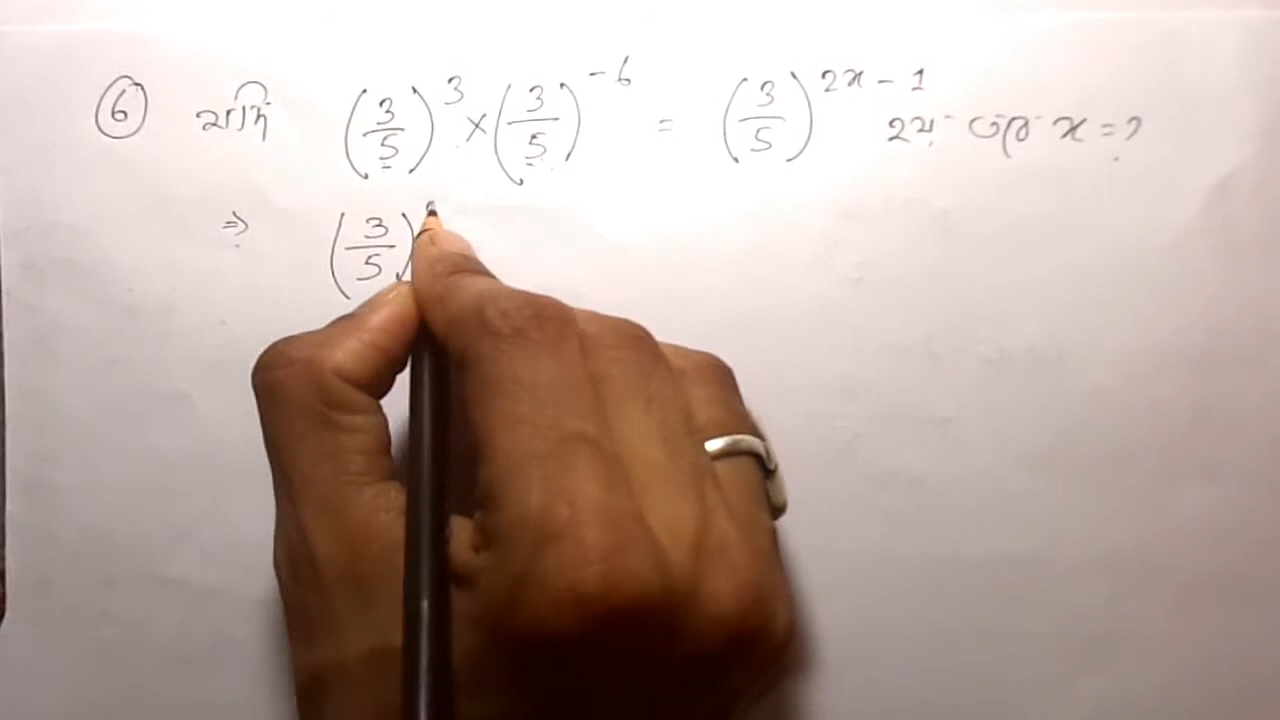 6 যদি (3/5)^3 × (3/5)^-6 = (3/5)^2x-1 হয় তবে x = ?
⇒ (3/5)